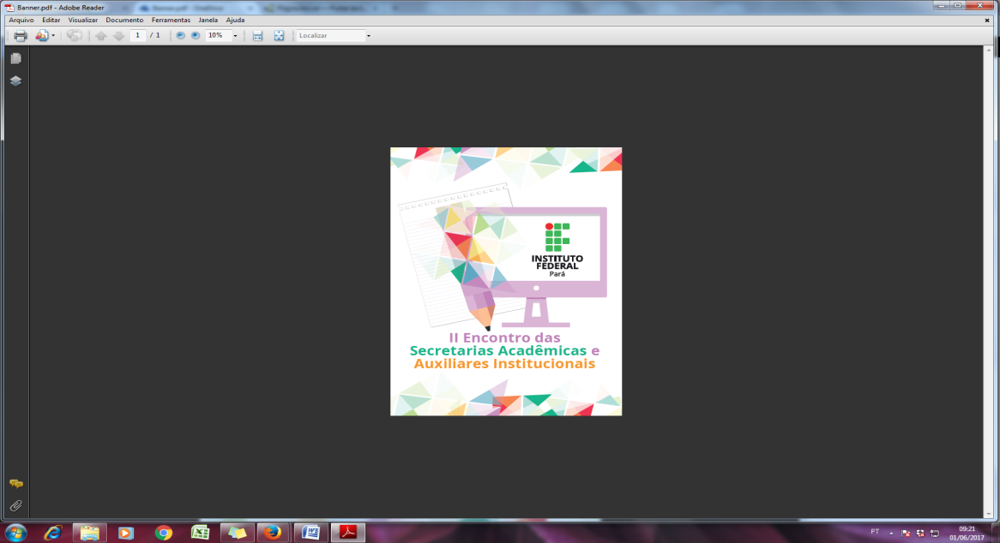 Banner.pdf - Adobe Reader
Arquivo Editar Visualizar Documento Ferramentas Janela Ajuda
1 / 1 10% Localizar
INSTITUTO
FEDERAL
Pará
II Encontro das
Secretarias Acadêmicas e
Auxiliares Institucionais
PT
09:21
01/06/2017